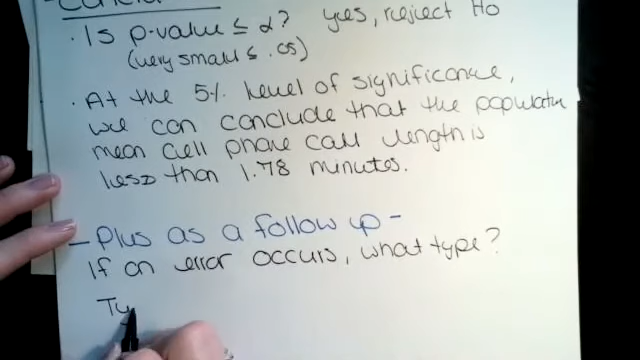 · Is p-value ≤ α? yes, reject Ho
(very small ≤ .05)
· At the 5% level of significance,
we can conclude that the population
mean cell phone call length is
less than 1.78 minutes.
- Plus as a follow up -
If an error occurs, what type?
Ty